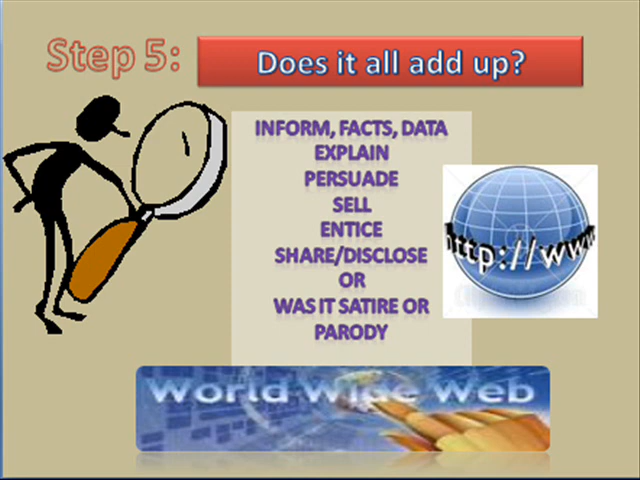 Step 5:
Does it all add up?
INFORM, FACTS, DATA
EXPLAIN
PERSUADE
SELL
ENTICE
SHARE/DISCLOSE
OR
WAS IT SATIRE OR
PARODY
http://www
World Wide Web